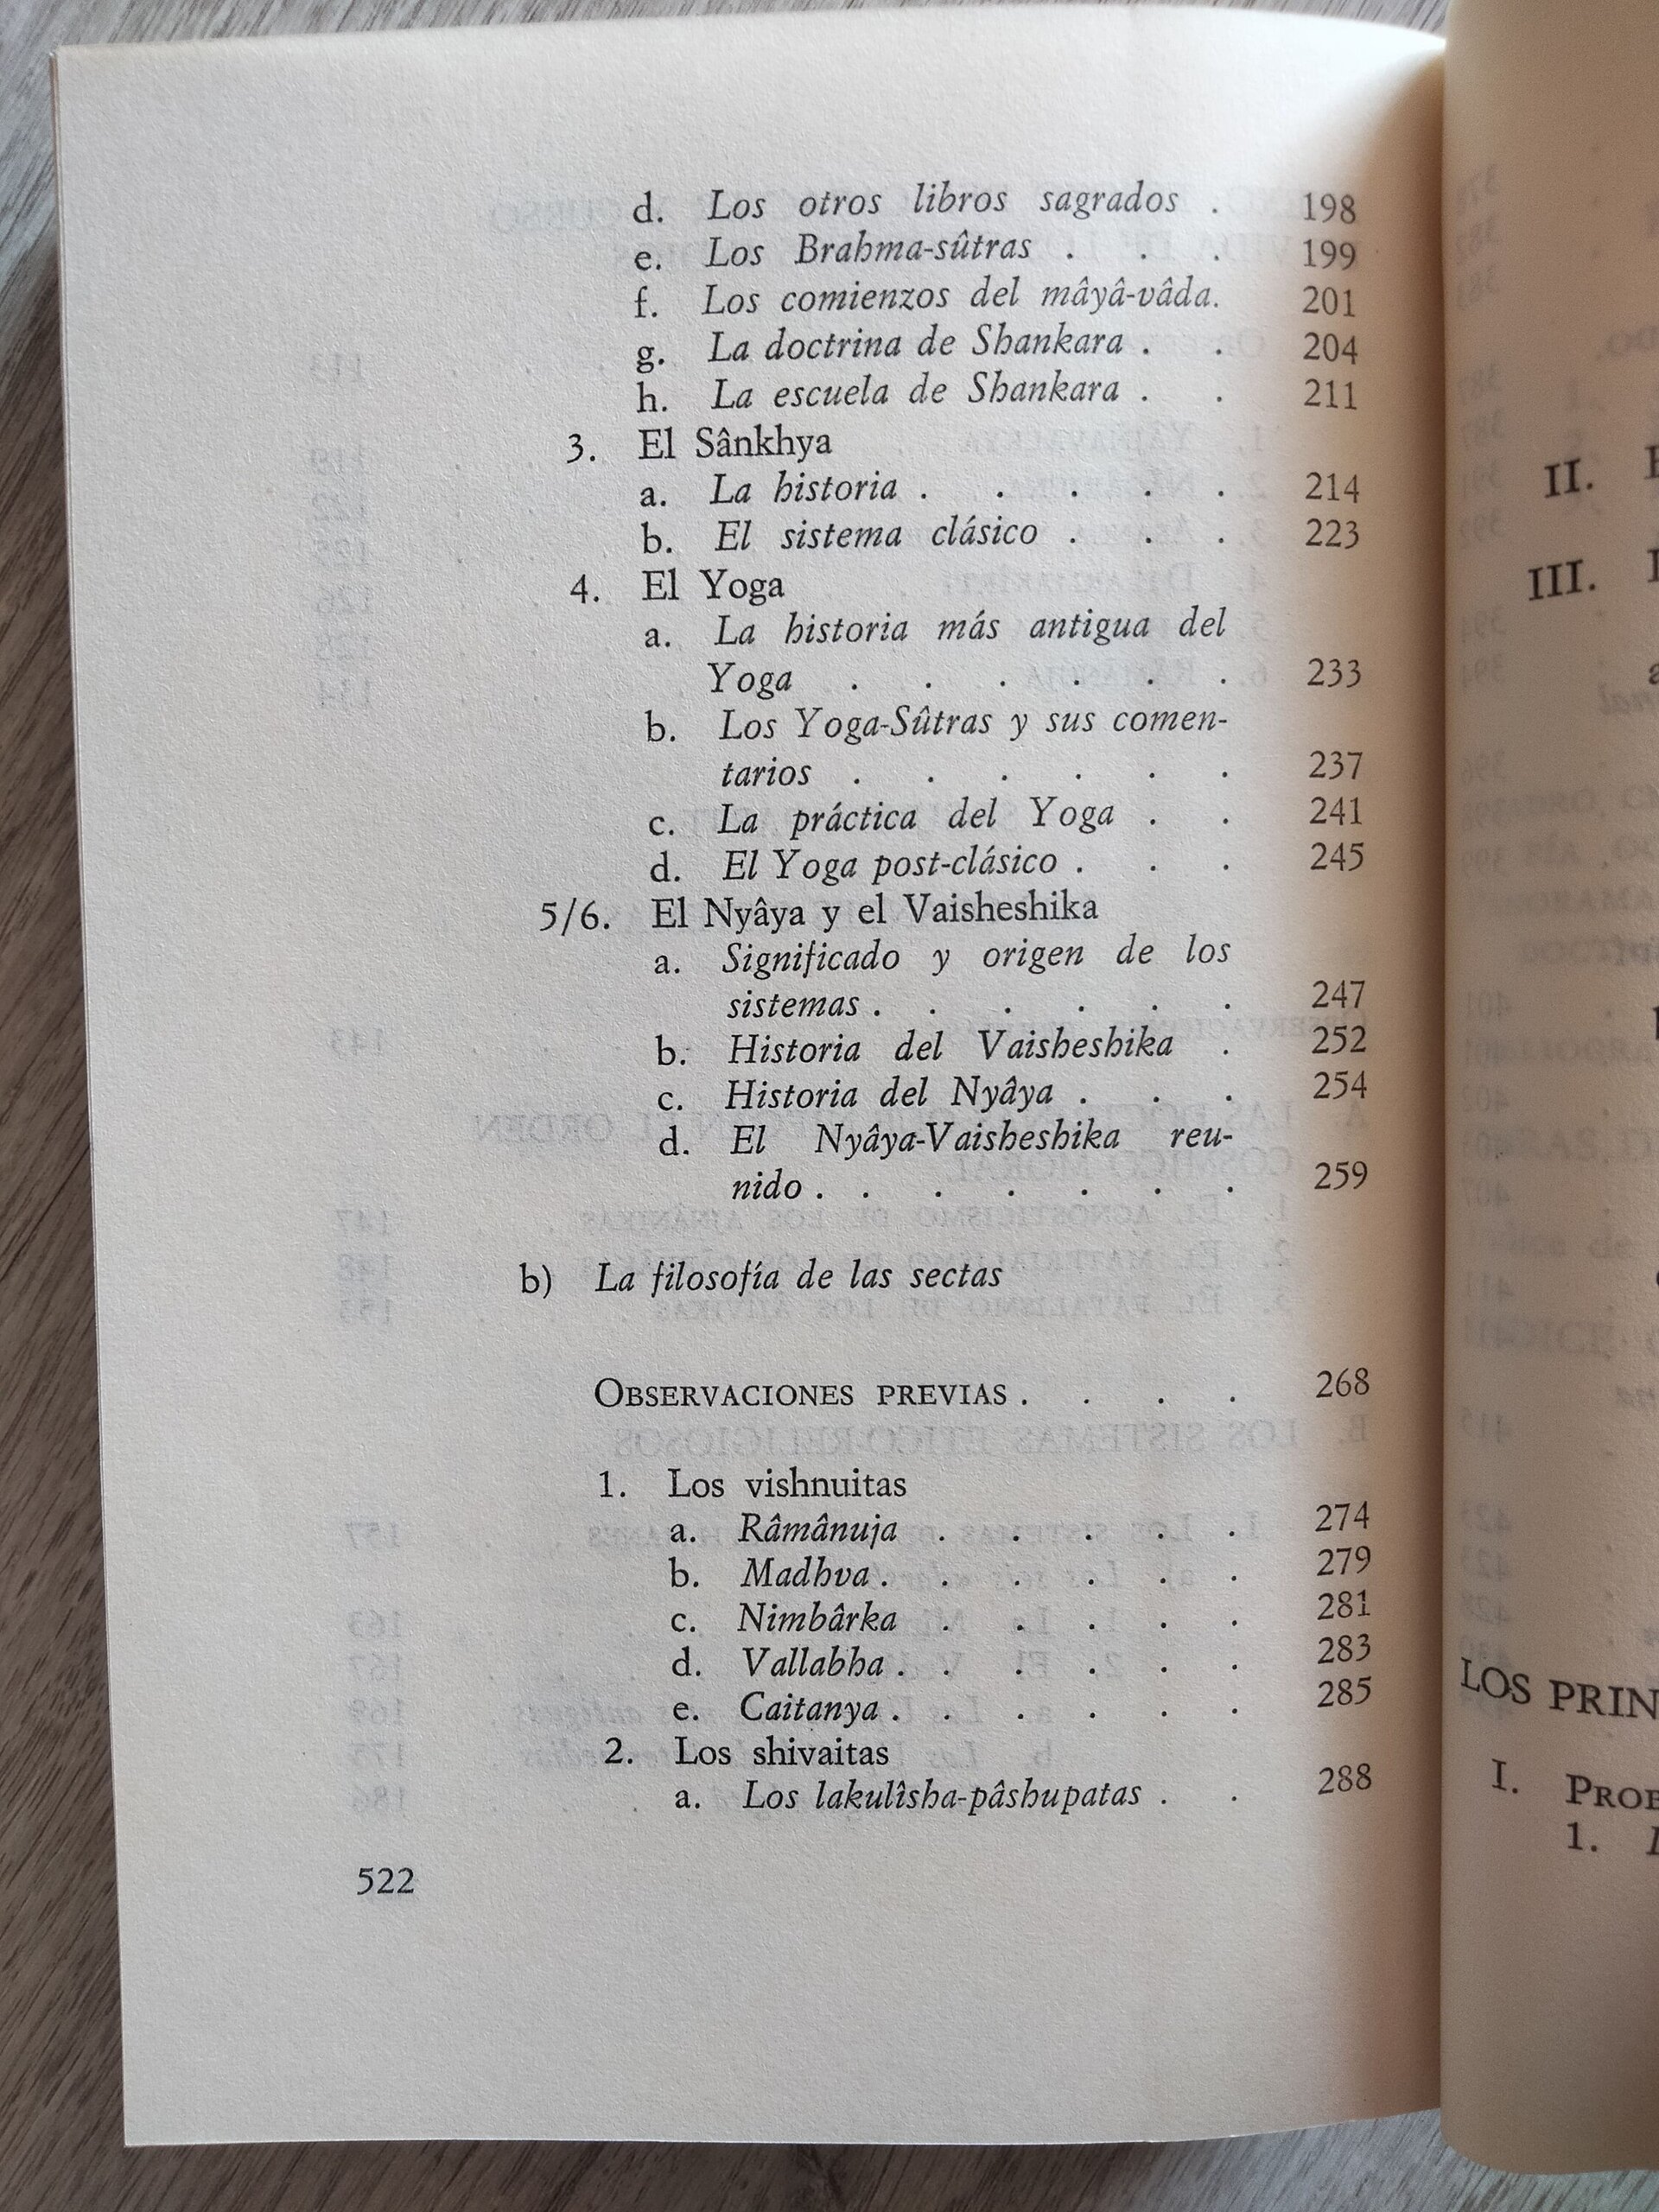 d. Los otros libros sagrados . 198
e. Los Brahma-sûtras . . . 199
f. Los comienzos del mâyâ-vâda. 201
g. La doctrina de Shankara . . 204
h. La escuela de Shankara . . 211
3. El Sânkhya
a. La historia . . . . . 214
b. El sistema clásico . . . 223
4. El Yoga
a. La historia más antigua del
Yoga . . . . . . 233
b. Los Yoga-Sûtras y sus comen-
tarios . . . . . . 237
c. La práctica del Yoga . . 241
d. El Yoga post-clásico . . . 245
5/6. El Nyâya y el Vaisheshika
a. Significado y origen de los
sistemas . . . . . . 247
b. Historia del Vaisheshika . 252
c. Historia del Nyâya . . . 254
d. El Nyâya-Vaisheshika reu-
nido . . . . . . . 259
b) La filosofía de las sectas
OBSERVACIONES PREVIAS . . . . 268
1. Los vishnuitas
a. Râmânuja . . . . . 274
b. Madhva . . . . . . 279
c. Nimbârka . . . . . 281
d. Vallabha . . . . . . 283
e. Caitanya . . . . . . 285
2. Los shivaitas
a. Los lakulîsha-pâshupatas . . 288
522
II.
III.
LOS PRIN
I. PROB
1.